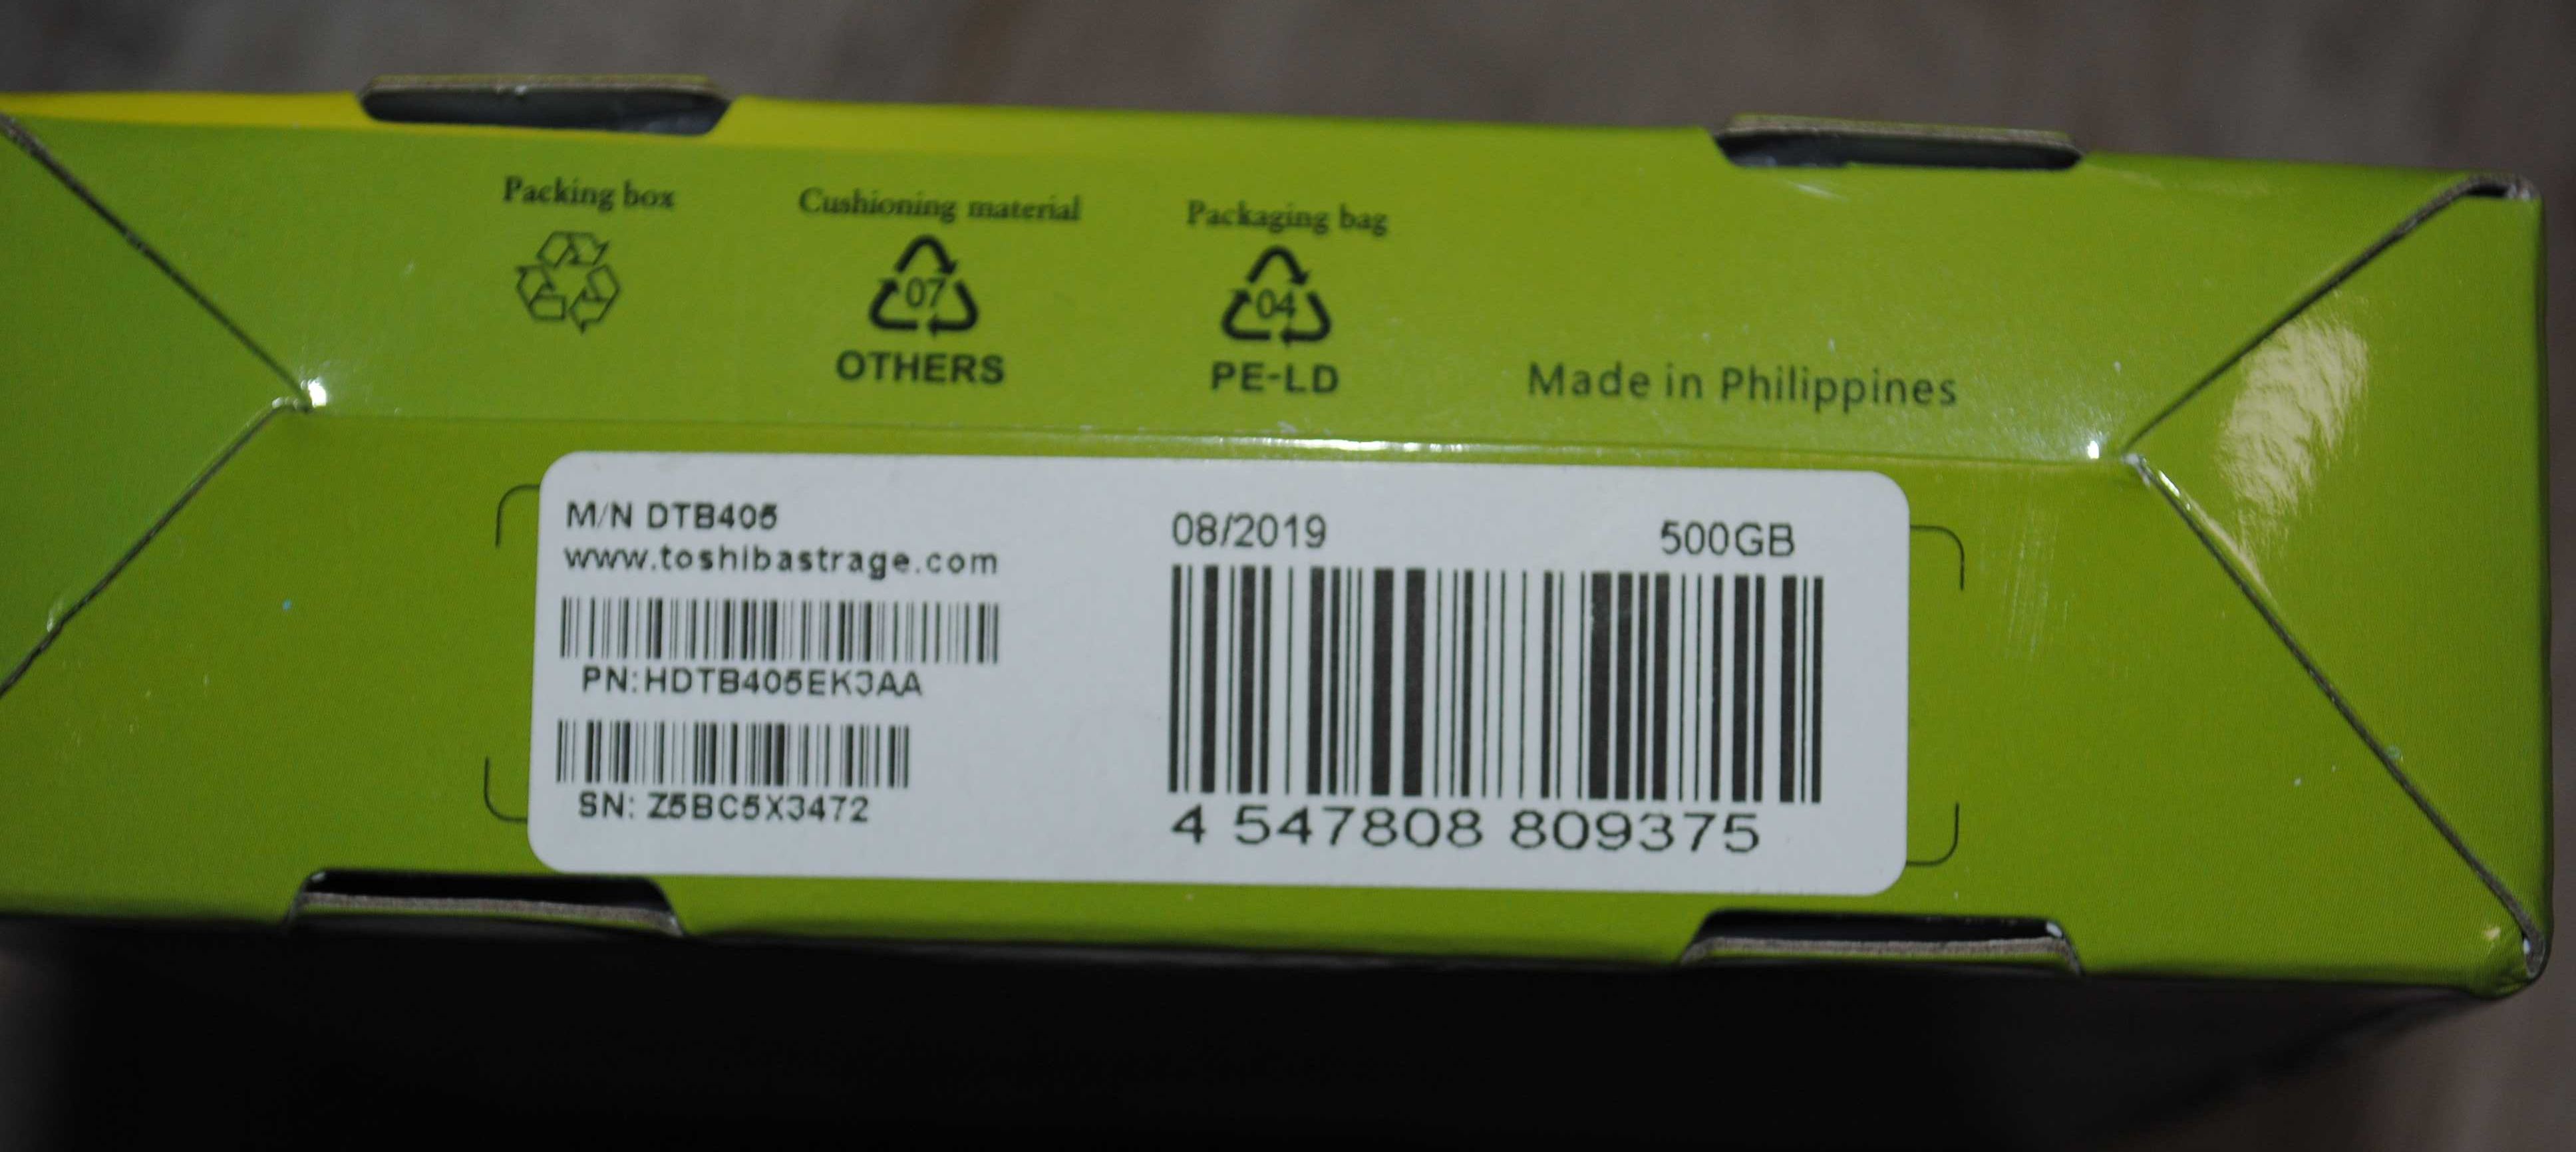 Packing box
Cushioning material
Packaging bag
07
04
OTHERS
PE-LD
Made in Philippines
M/N DTB405
www.toshibastrage.com
PN:HDTB405EK3AA
SN: Z5BC5X3472
08/2019
500GB
4 547808 809375